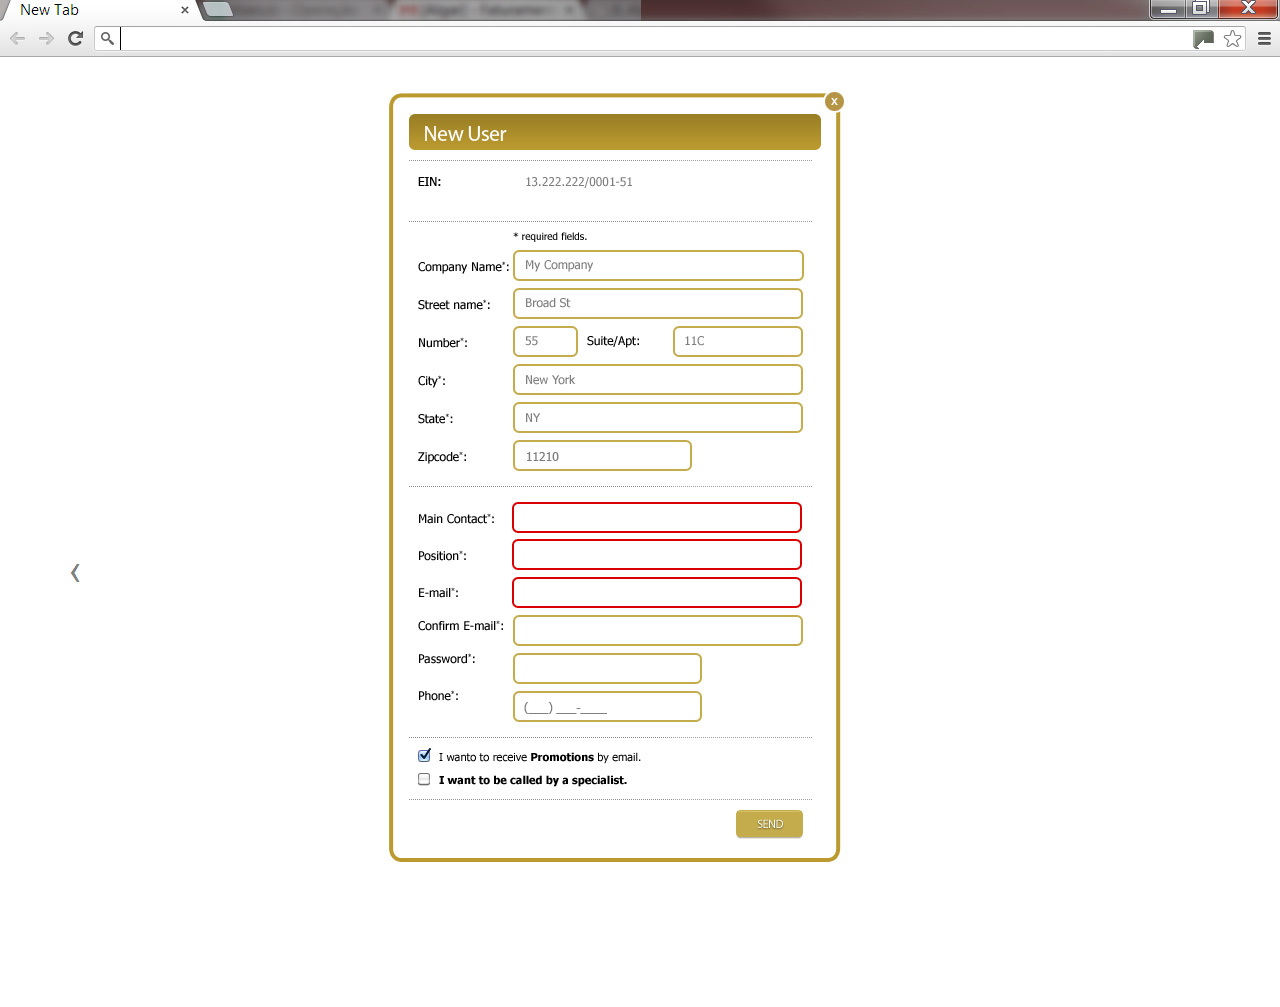 New Tab
New User
EIN: 13.222.222/0001-51
* required fields.
Company Name*: My Company
Street name*: Broad St
Number*: 55 Suite/Apt: 11C
City*: New York
State*: NY
Zipcode*: 11210
Main Contact*:
Position*:
E-mail*:
Confirm E-mail*:
Password*:
Phone*: (___) ___-____
I wanto to receive Promotions by email.
I want to be called by a specialist.
SEND